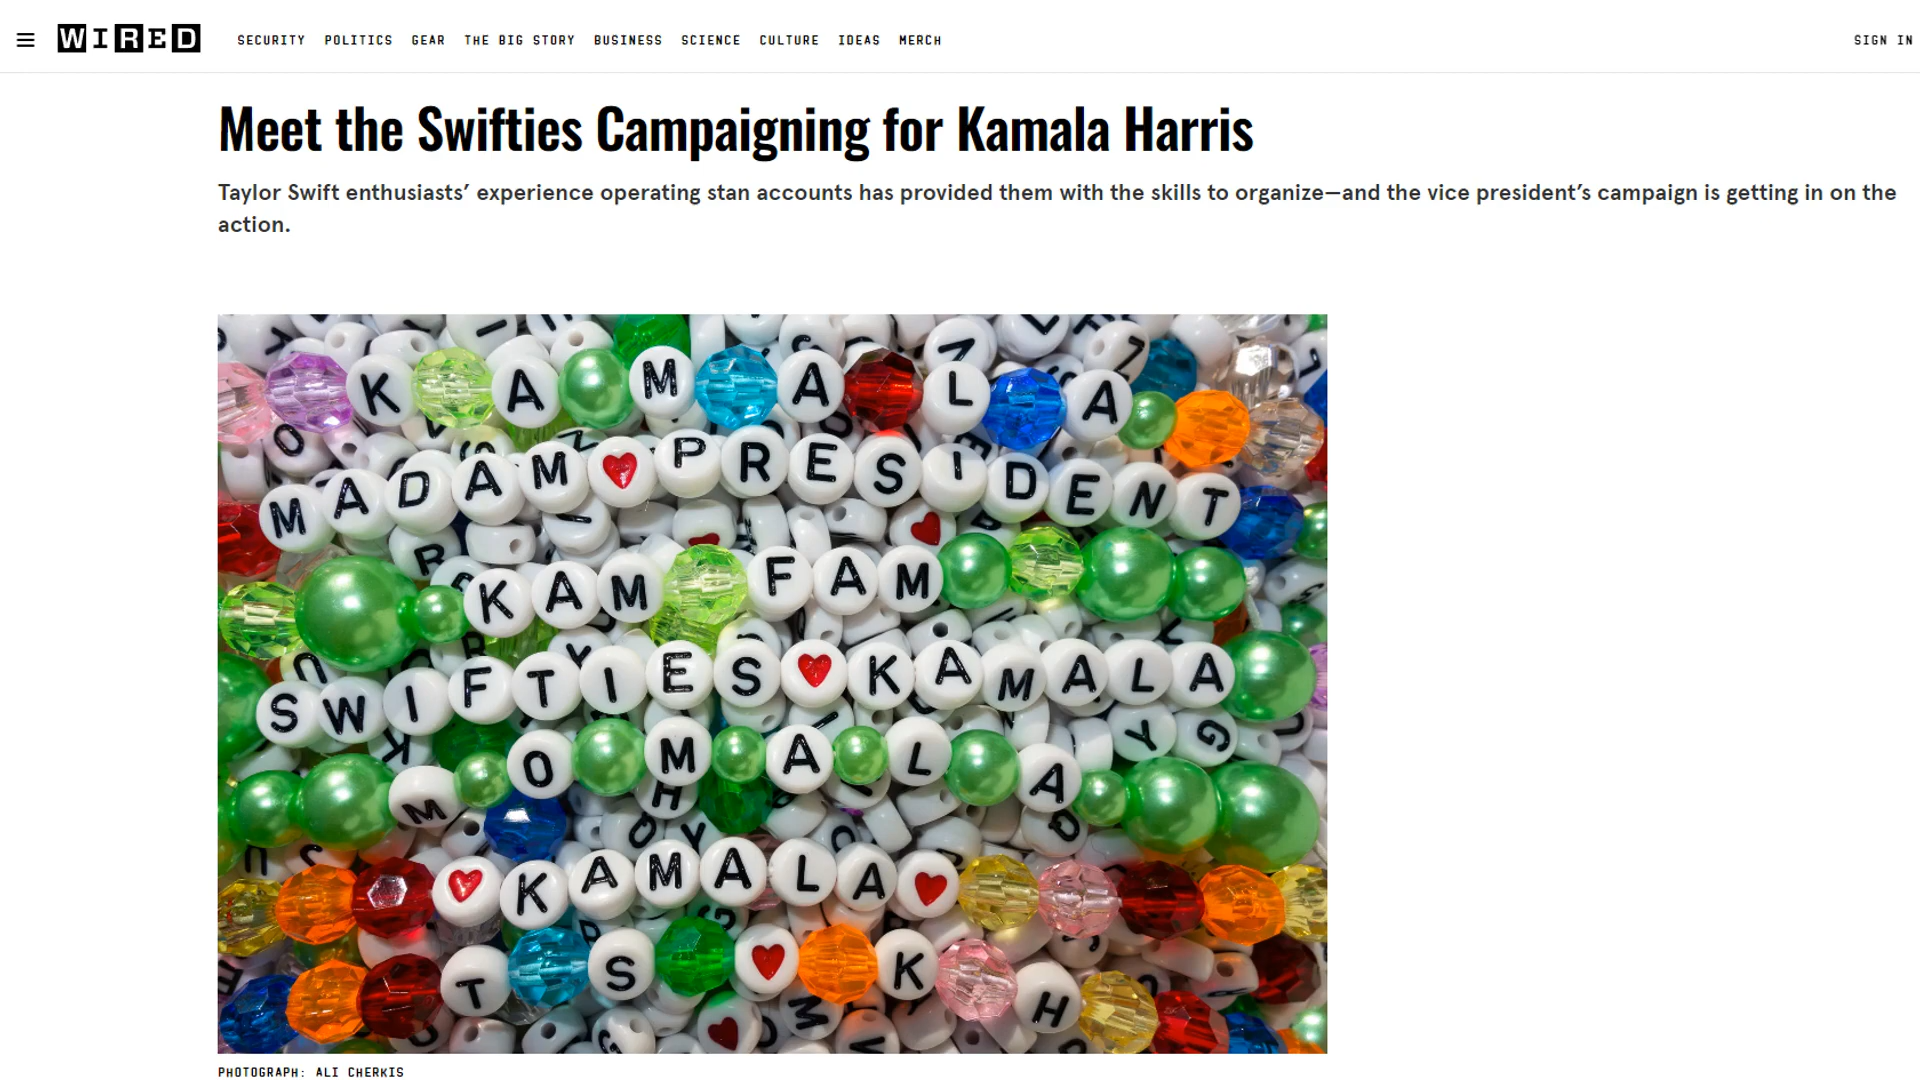 WIRED
SECURITY POLITICS GEAR THE BIG STORY BUSINESS SCIENCE CULTURE IDEAS MERCH
SIGN IN
Meet the Swifties Campaigning for Kamala Harris
Taylor Swift enthusiasts’ experience operating stan accounts has provided them with the skills to organize—and the vice president’s campaign is getting in on the
action.
KAMALA
MADAM ❤ PRESIDENT
KAM FAM
SWIFTIES ❤ KAMALA
MOMALA
❤ KAMALA ❤
TS ❤ KH
PHOTOGRAPH: ALI CHERKIS